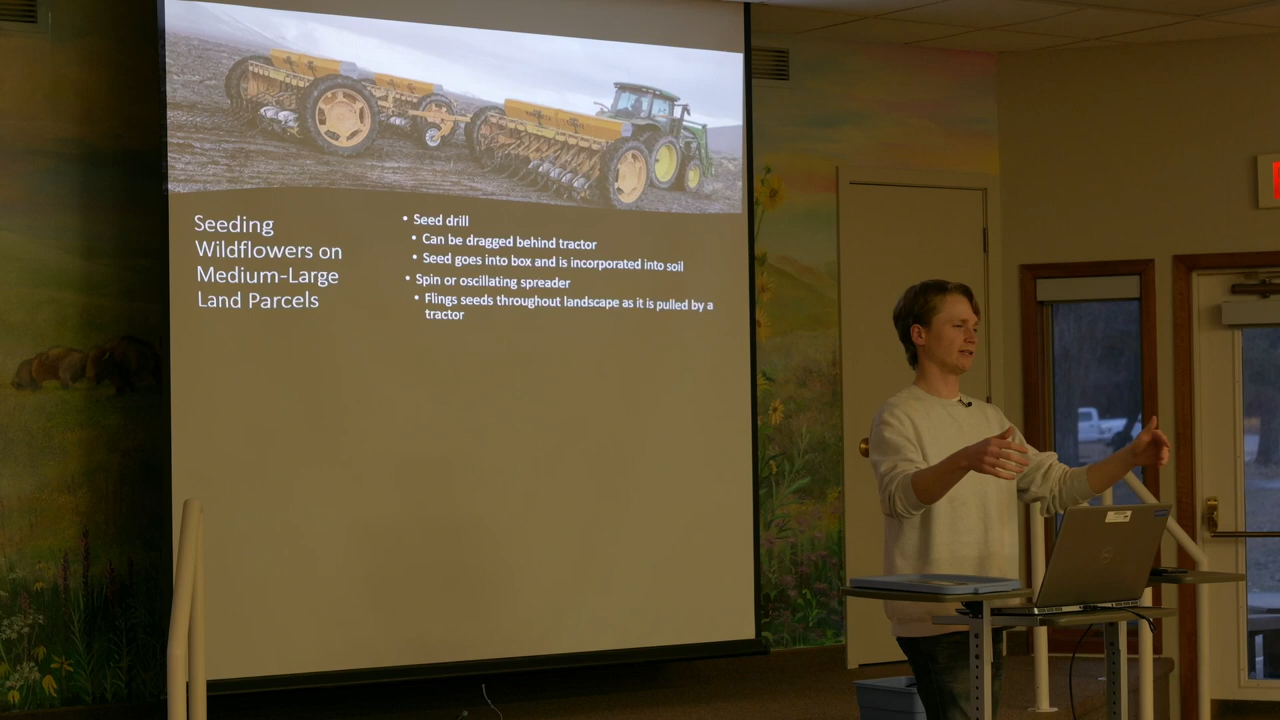 Seeding
Wildflowers on
Medium-Large
Land Parcels
• Seed drill
• Can be dragged behind tractor
• Seed goes into box and is incorporated into soil
• Spin or oscillating spreader
• Flings seeds throughout landscape as it is pulled by a
tractor